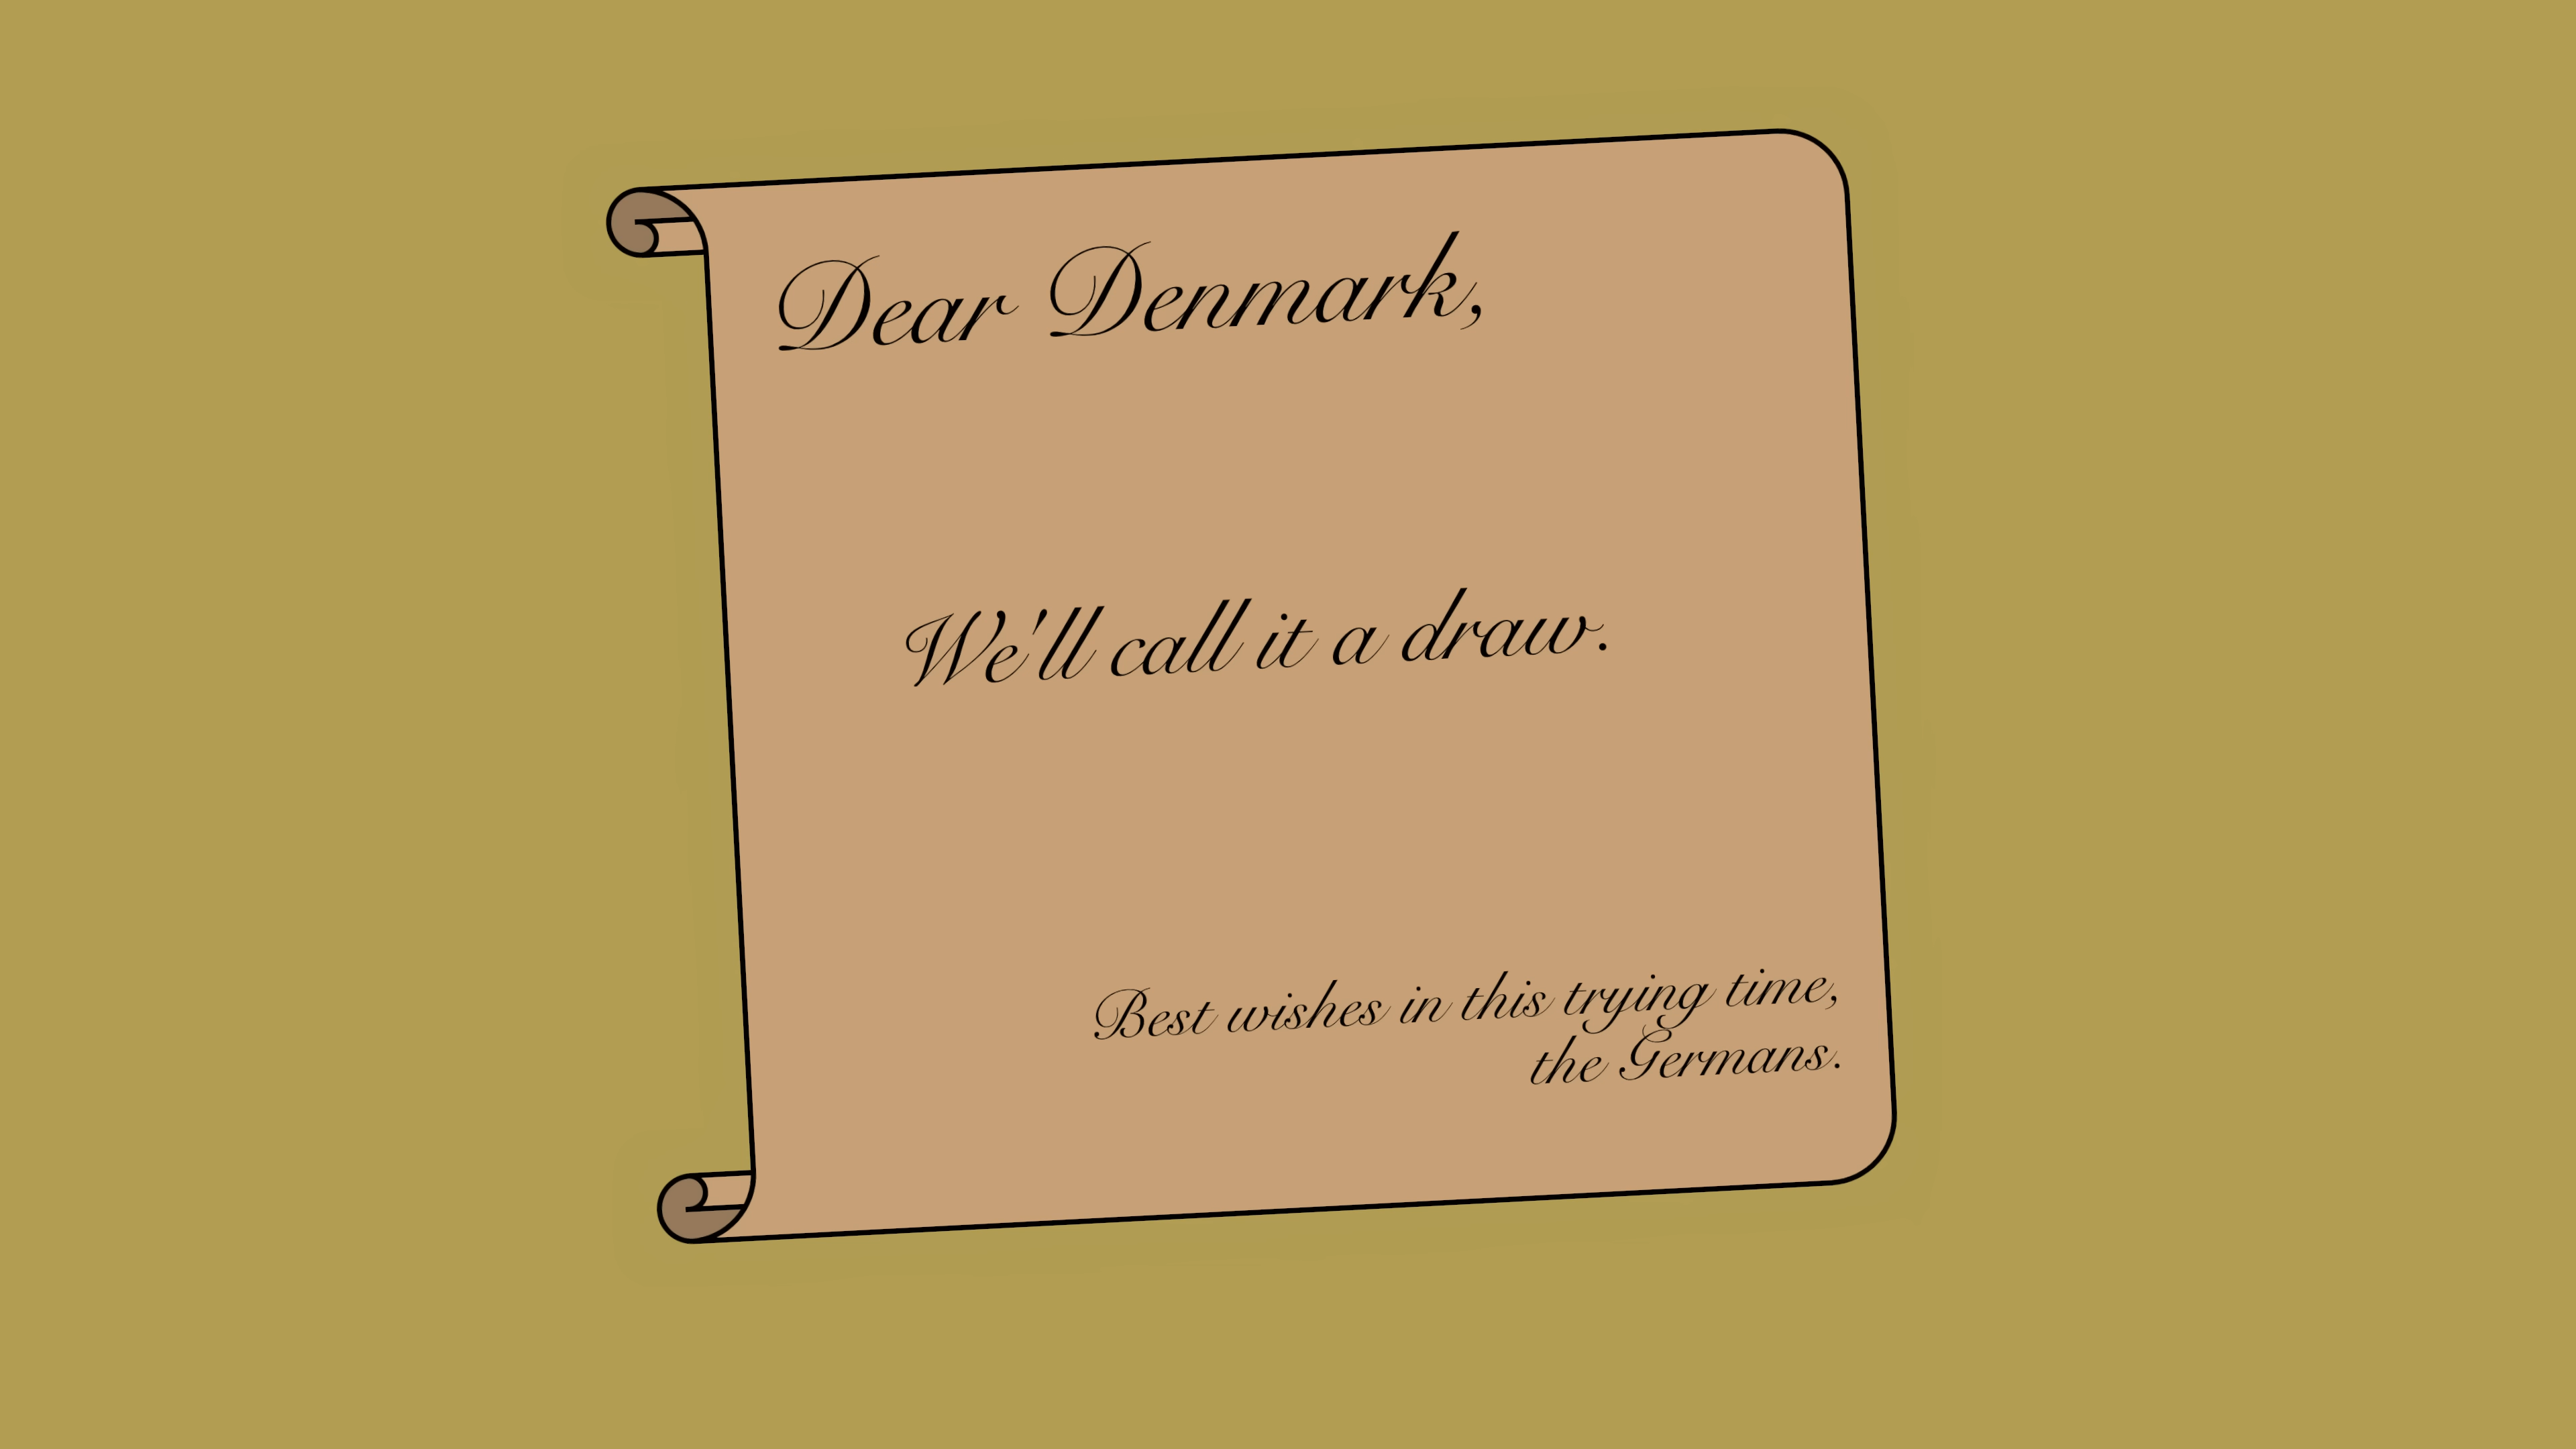 Dear Denmark,
We'll call it a draw.
Best wishes in this trying time,
the Germans.